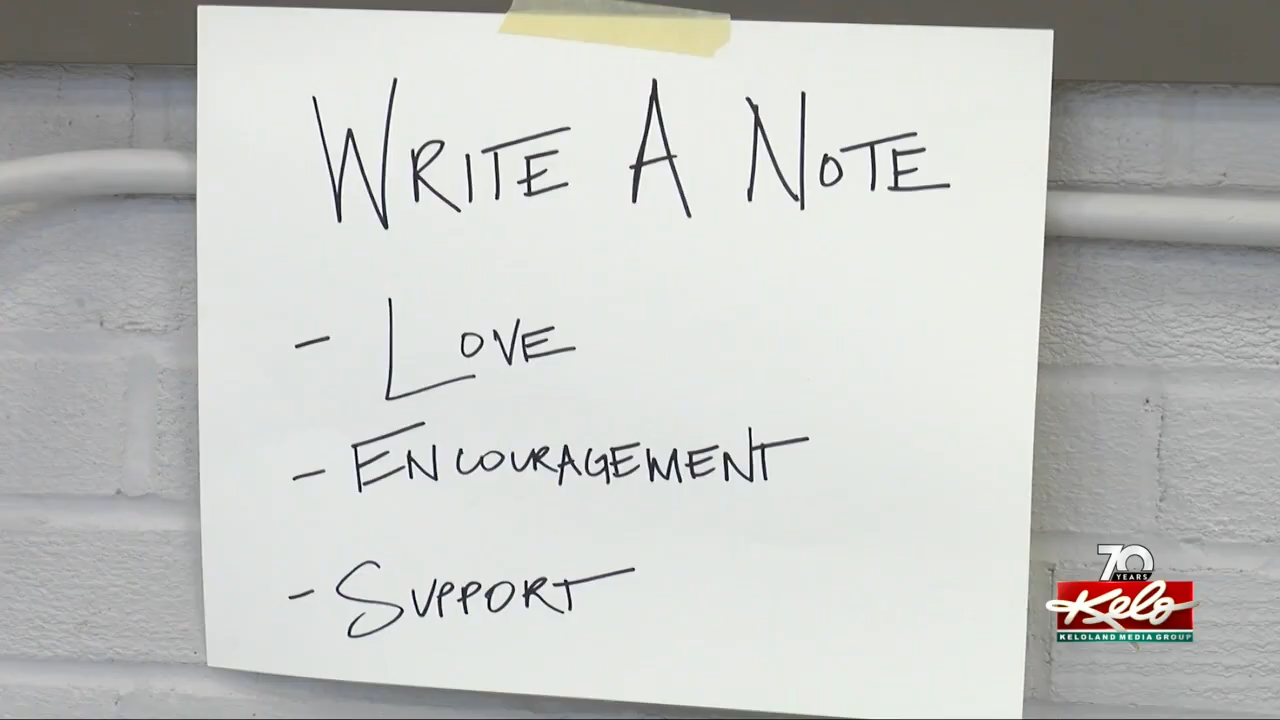 WRITE A NOTE
- LOVE
- ENCOURAGEMENT
- SUPPORT
70
YEARS
Kelo
KELOLAND MEDIA GROUP